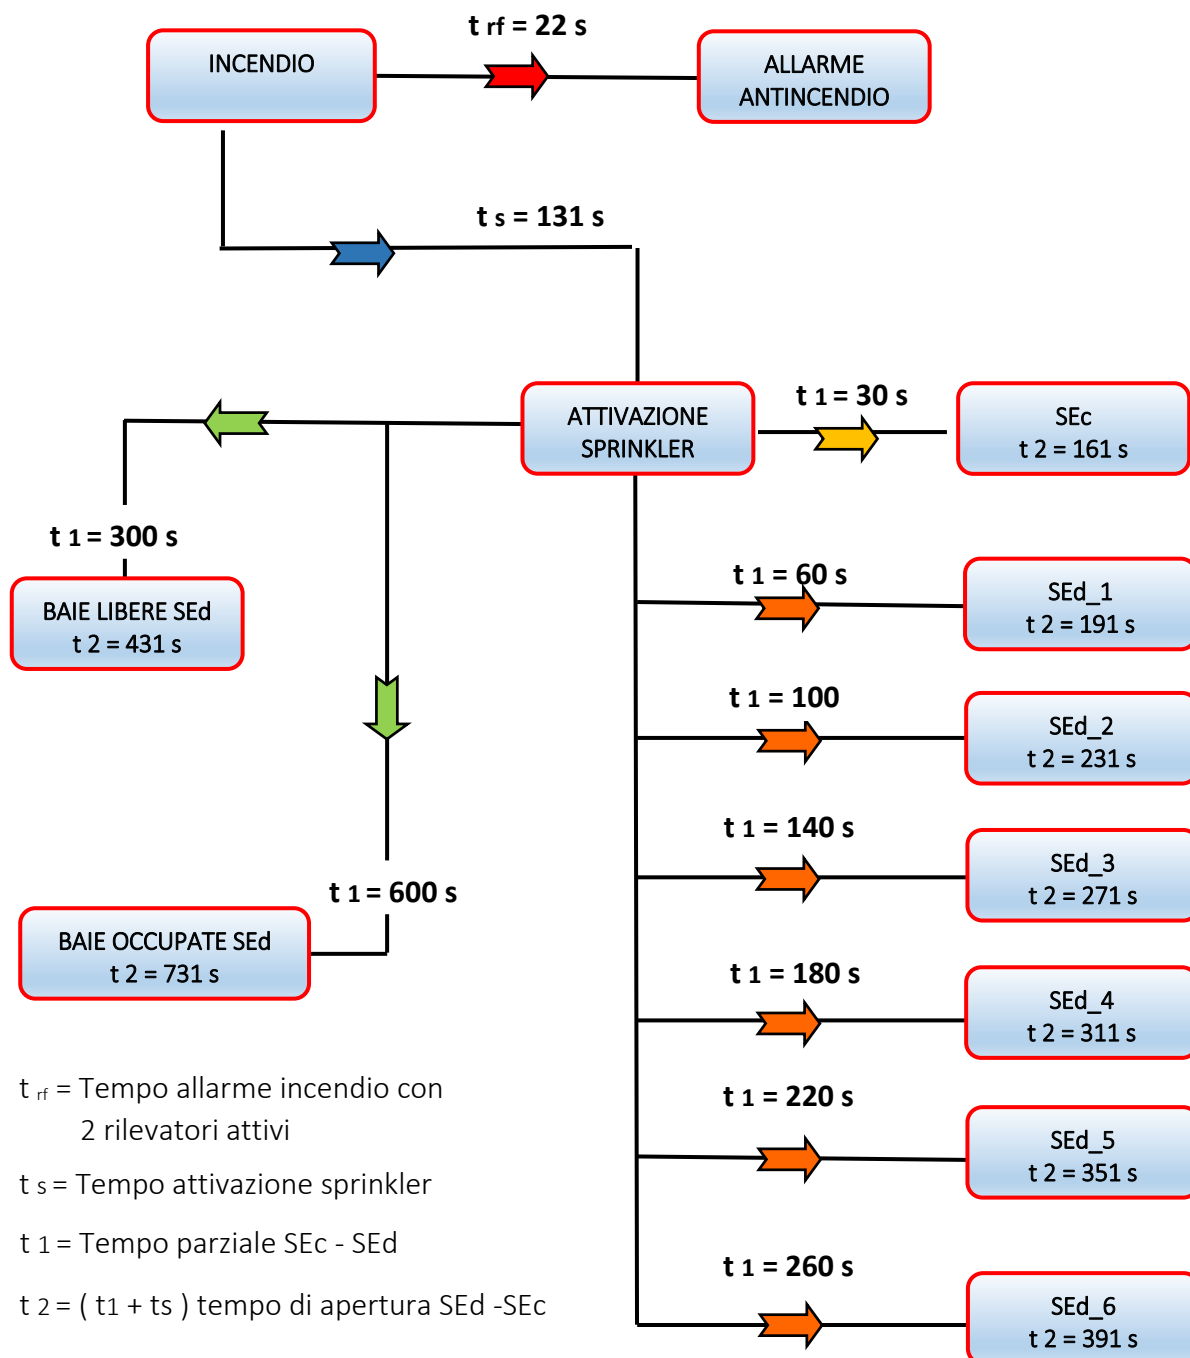 t rf = 22 s
INCENDIO
ALLARME
ANTINCENDIO
t s = 131 s
ATTIVAZIONE
SPRINKLER
t 1 = 30 s
SEc
t 2 = 161 s
t 1 = 300 s
BAIE LIBERE SEd
t 2 = 431 s
t 1 = 60 s
SEd_1
t 2 = 191 s
t 1 = 100
SEd_2
t 2 = 231 s
t 1 = 140 s
SEd_3
t 2 = 271 s
t 1 = 600 s
BAIE OCCUPATE SEd
t 2 = 731 s
t 1 = 180 s
SEd_4
t 2 = 311 s
t 1 = 220 s
SEd_5
t 2 = 351 s
t 1 = 260 s
SEd_6
t 2 = 391 s
t rf = Tempo allarme incendio con
2 rilevatori attivi
t s = Tempo attivazione sprinkler
t 1 = Tempo parziale SEc - SEd
t 2 = ( t1 + ts ) tempo di apertura SEd -SEc